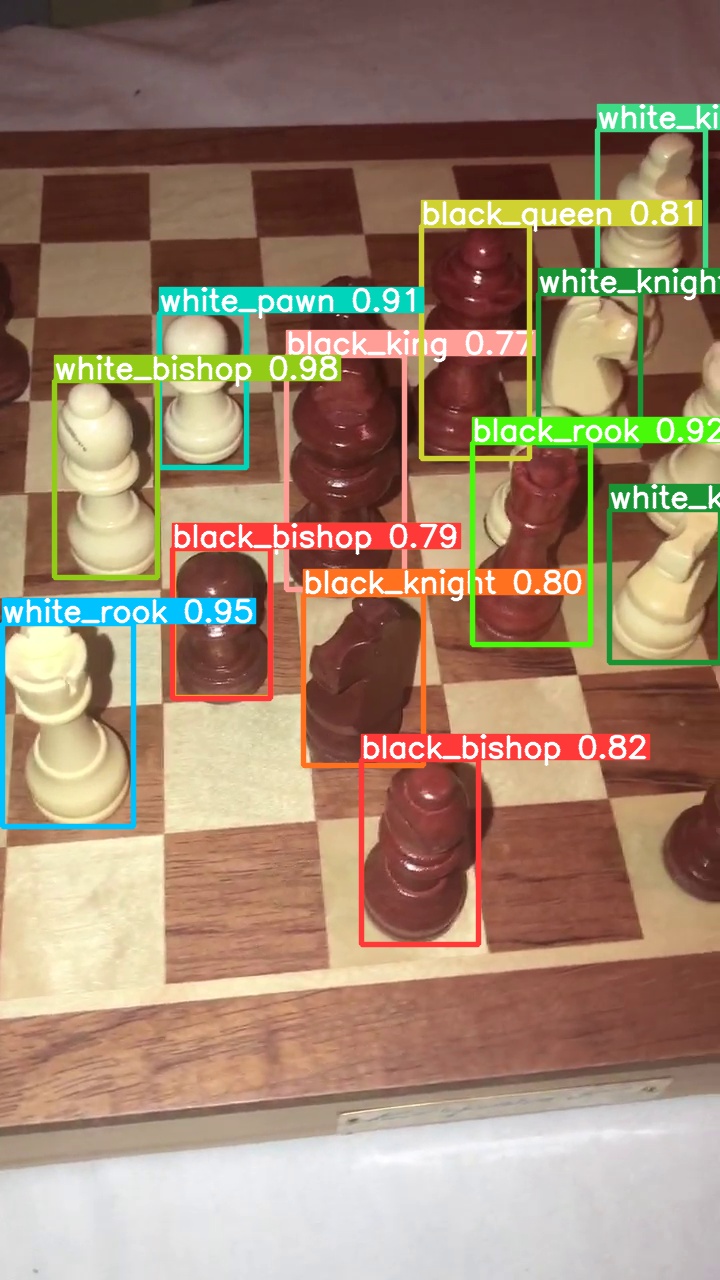 white_ki
black_queen 0.81
white_knight
white_pawn 0.91
black_king 0.77
white_bishop 0.98
black_rook 0.92
white_k
black_bishop 0.79
black_knight 0.80
white_rook 0.95
black_bishop 0.82